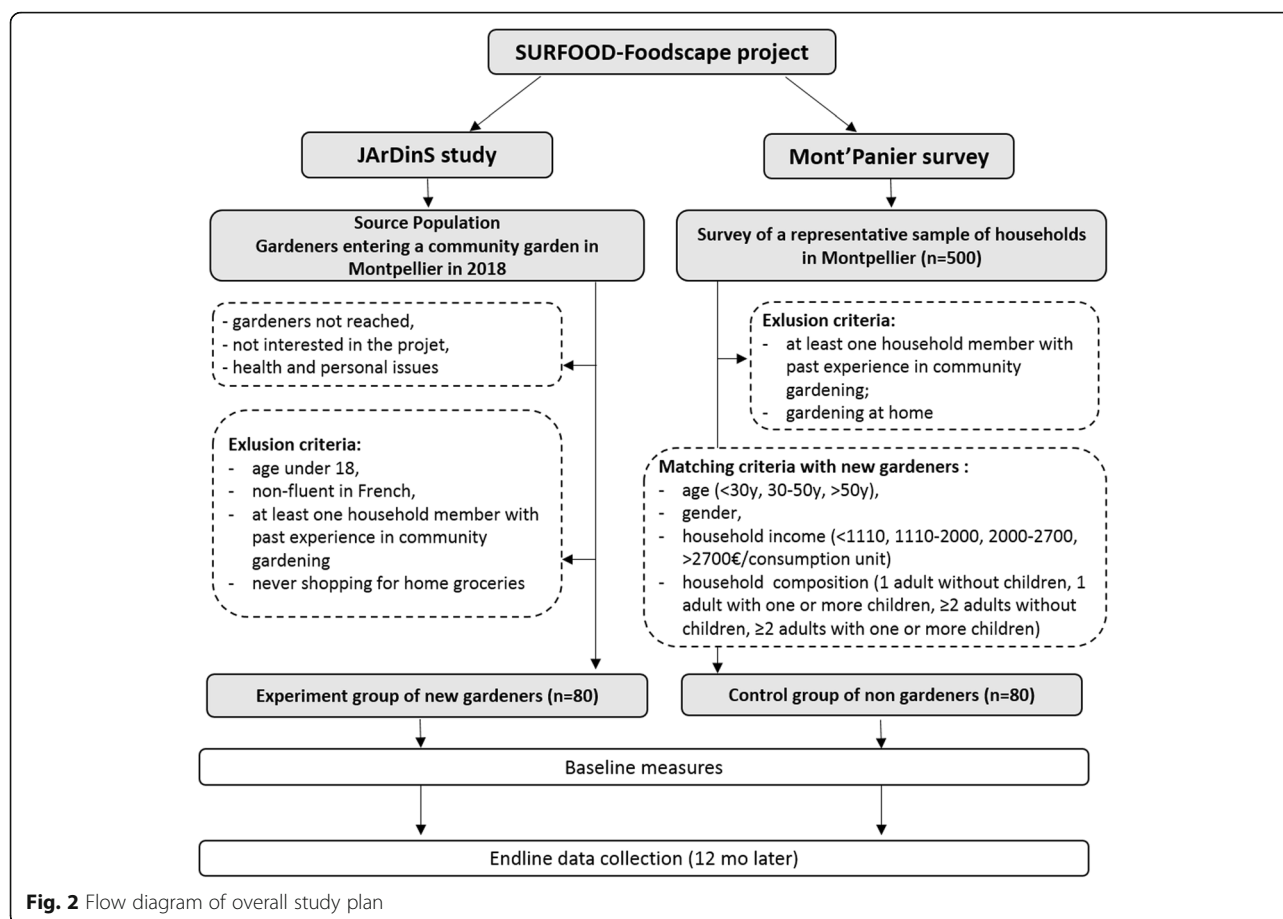 SURFOOD-Foodscape project
JArDinS study
Mont'Panier survey
Source Population
Gardeners entering a community garden in
Montpellier in 2018
Survey of a representative sample of households
in Montpellier (n=500)
- gardeners not reached,
- not interested in the projet,
- health and personal issues
Exlusion criteria:
- at least one household member with
past experience in community
gardening;
- gardening at home
Exlusion criteria:
- age under 18,
- non-fluent in French,
- at least one household member with
past experience in community
gardening
- never shopping for home groceries
Matching criteria with new gardeners :
- age (<30y, 30-50y, >50y),
- gender,
- household income (<1110, 1110-2000, 2000-2700,
>2700€/consumption unit)
- household composition (1 adult without children, 1
adult with one or more children, ≥2 adults without
children, ≥2 adults with one or more children)
Experiment group of new gardeners (n=80)
Control group of non gardeners (n=80)
Baseline measures
Endline data collection (12 mo later)
Fig. 2 Flow diagram of overall study plan